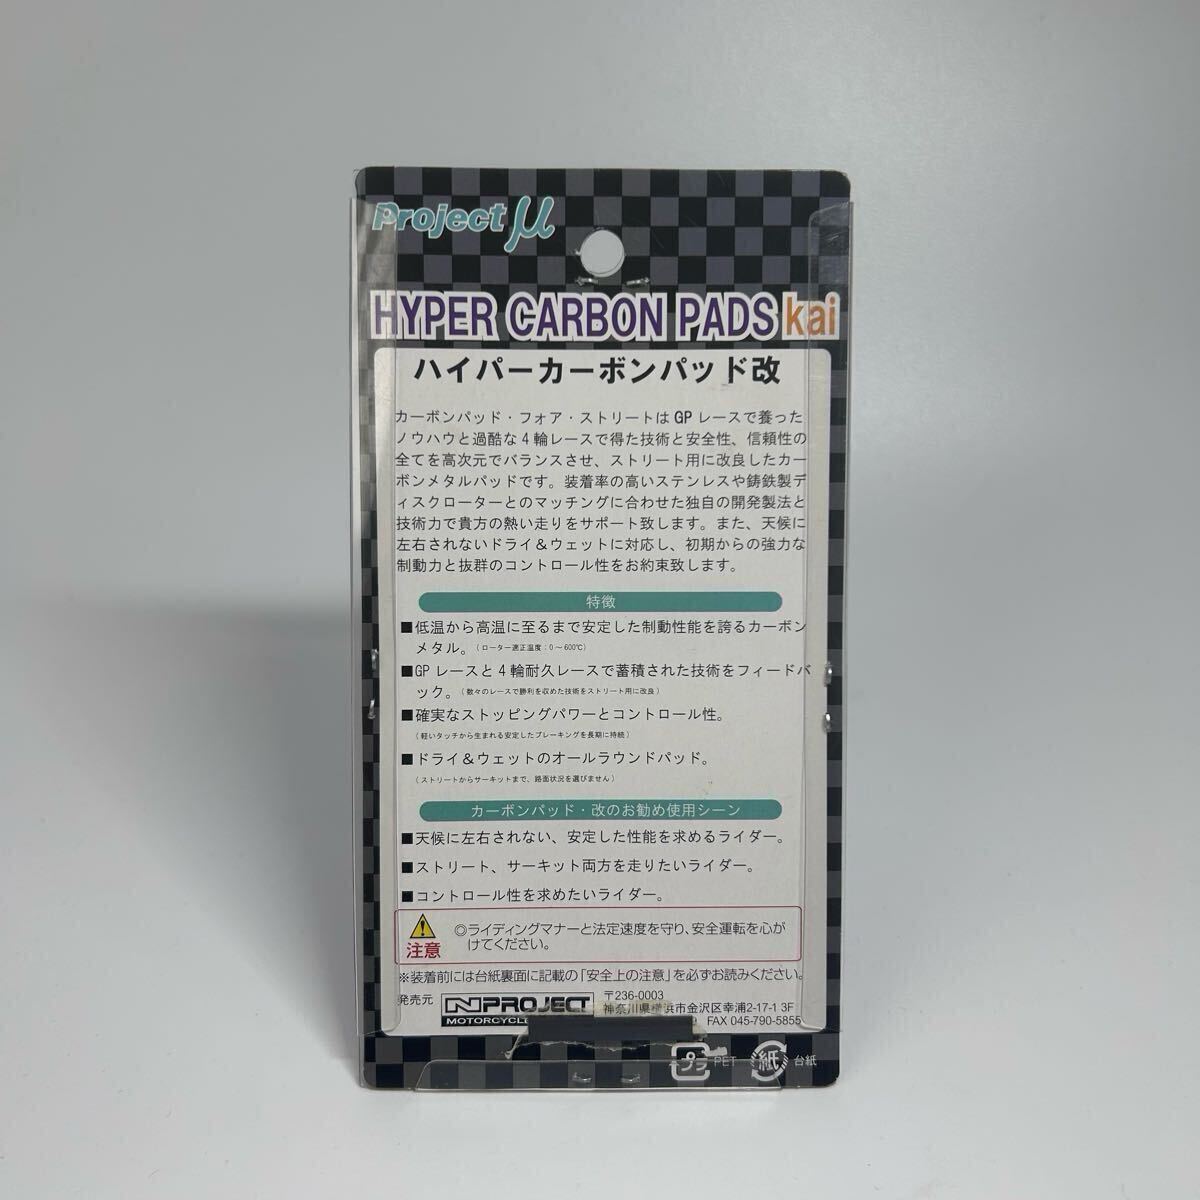 Project μ
HYPER CARBON PADS kai
ハイパーカーボンパッド改
カーボンパッド・フォア・ストリートは GP レースで養った
ノウハウと過酷な 4 輪レースで得た技術と安全性、信頼性の
全てを高次元でバランスさせ、ストリート用に改良したカー
ボンメタルパッドです。装着率の高いステンレスや鋳鉄製デ
ィスクローターとのマッチングに合わせた独自の開発製法と
技術力で貴方の熱い走りをサポート致します。また、天候に
左右されないドライ＆ウェットに対応し、初期からの強力な
制動力と抜群のコントロール性をお約束致します。
特徴
■低温から高温に至るまで安定した制動性能を誇るカーボン
メタル。（ローター適正温度：0～600℃）
■GP レースと 4 輪耐久レースで蓄積された技術をフィードバ
ック。（数々のレースで勝利を収めた技術をストリート用に改良）
■確実なストッピングパワーとコントロール性。
（軽いタッチから生まれる安定したブレーキングを長期に持続）
■ドライ＆ウェットのオールラウンドパッド。
（ストリートからサーキットまで、路面状況を選びません）
カーボンパッド・改のお勧め使用シーン
■天候に左右されない、安定した性能を求めるライダー。
■ストリート、サーキット両方を走りたいライダー。
■コントロール性を求めたいライダー。
注意
◎ライディングマナーと法定速度を守り、安全運転を心が
けてください。
※装着前には台紙裏面に記載の「安全上の注意」を必ずお読みください。
発売元
NPROJECT
MOTORCYCLE
〒236-0003
神奈川県横浜市金沢区幸浦2-17-1 3F
FAX 045-790-5855
プラ PET 紙 台紙